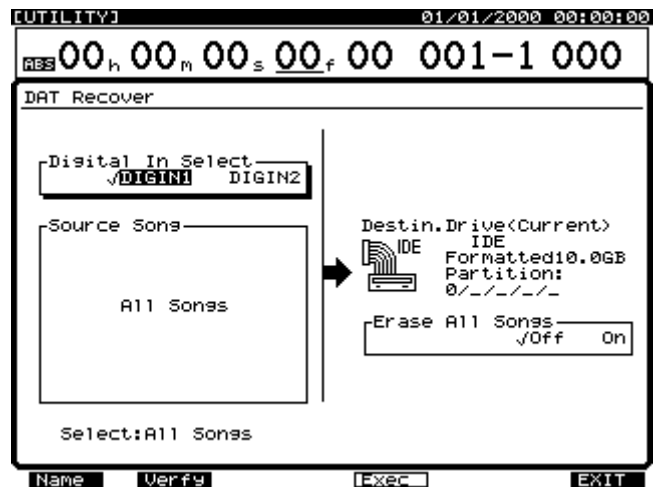 [UTILITY] 01/01/2000 00:00:00
ABS 00h 00m 00s 00f 00 001-1 000
DAT Recover
Digital In Select
√DIGIN1 DIGIN2
Source Song
All Songs
Select:All Songs
Destin.Drive(Current)
IDE IDE
Formatted10.0GB
Partition:
0/_/_/_/_
Erase All Songs
√Off On
Name Verfy Exec EXIT